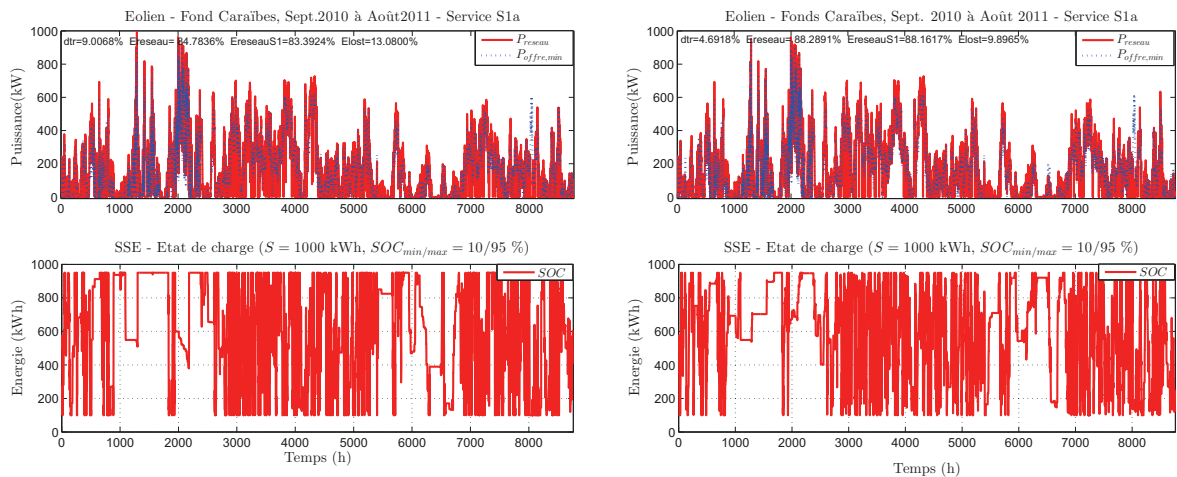 Eolien - Fond Caraïbes, Sept.2010 à Août2011 - Service S1a
dtr=9.0068% Ereseau= 84.7836% EreseauS1=83.3924% Elost=13.0800%
P_reseau
P_offre,min
Puissance(kW)
1000
800
600
400
200
0
0 1000 2000 3000 4000 5000 6000 7000 8000
SSE - Etat de charge (S = 1000 kWh, SOC_min/max = 10/95 %)
SOC
Energie (kWh)
1000
800
600
400
200
0
0 1000 2000 3000 4000 5000 6000 7000 8000
Temps (h)
Eolien - Fonds Caraïbes, Sept. 2010 à Août 2011 - Service S1a
dtr=4.6918% Ereseau= 88.2891% EreseauS1=88.1617% Elost=9.8965%
P_reseau
P_offre,min
Puissance(kW)
1000
800
600
400
200
0
0 1000 2000 3000 4000 5000 6000 7000 8000
SSE - Etat de charge (S = 1000 kWh, SOC_min/max = 10/95 %)
SOC
Energie (kWh)
1000
800
600
400
200
0
0 1000 2000 3000 4000 5000 6000 7000 8000
Temps (h)